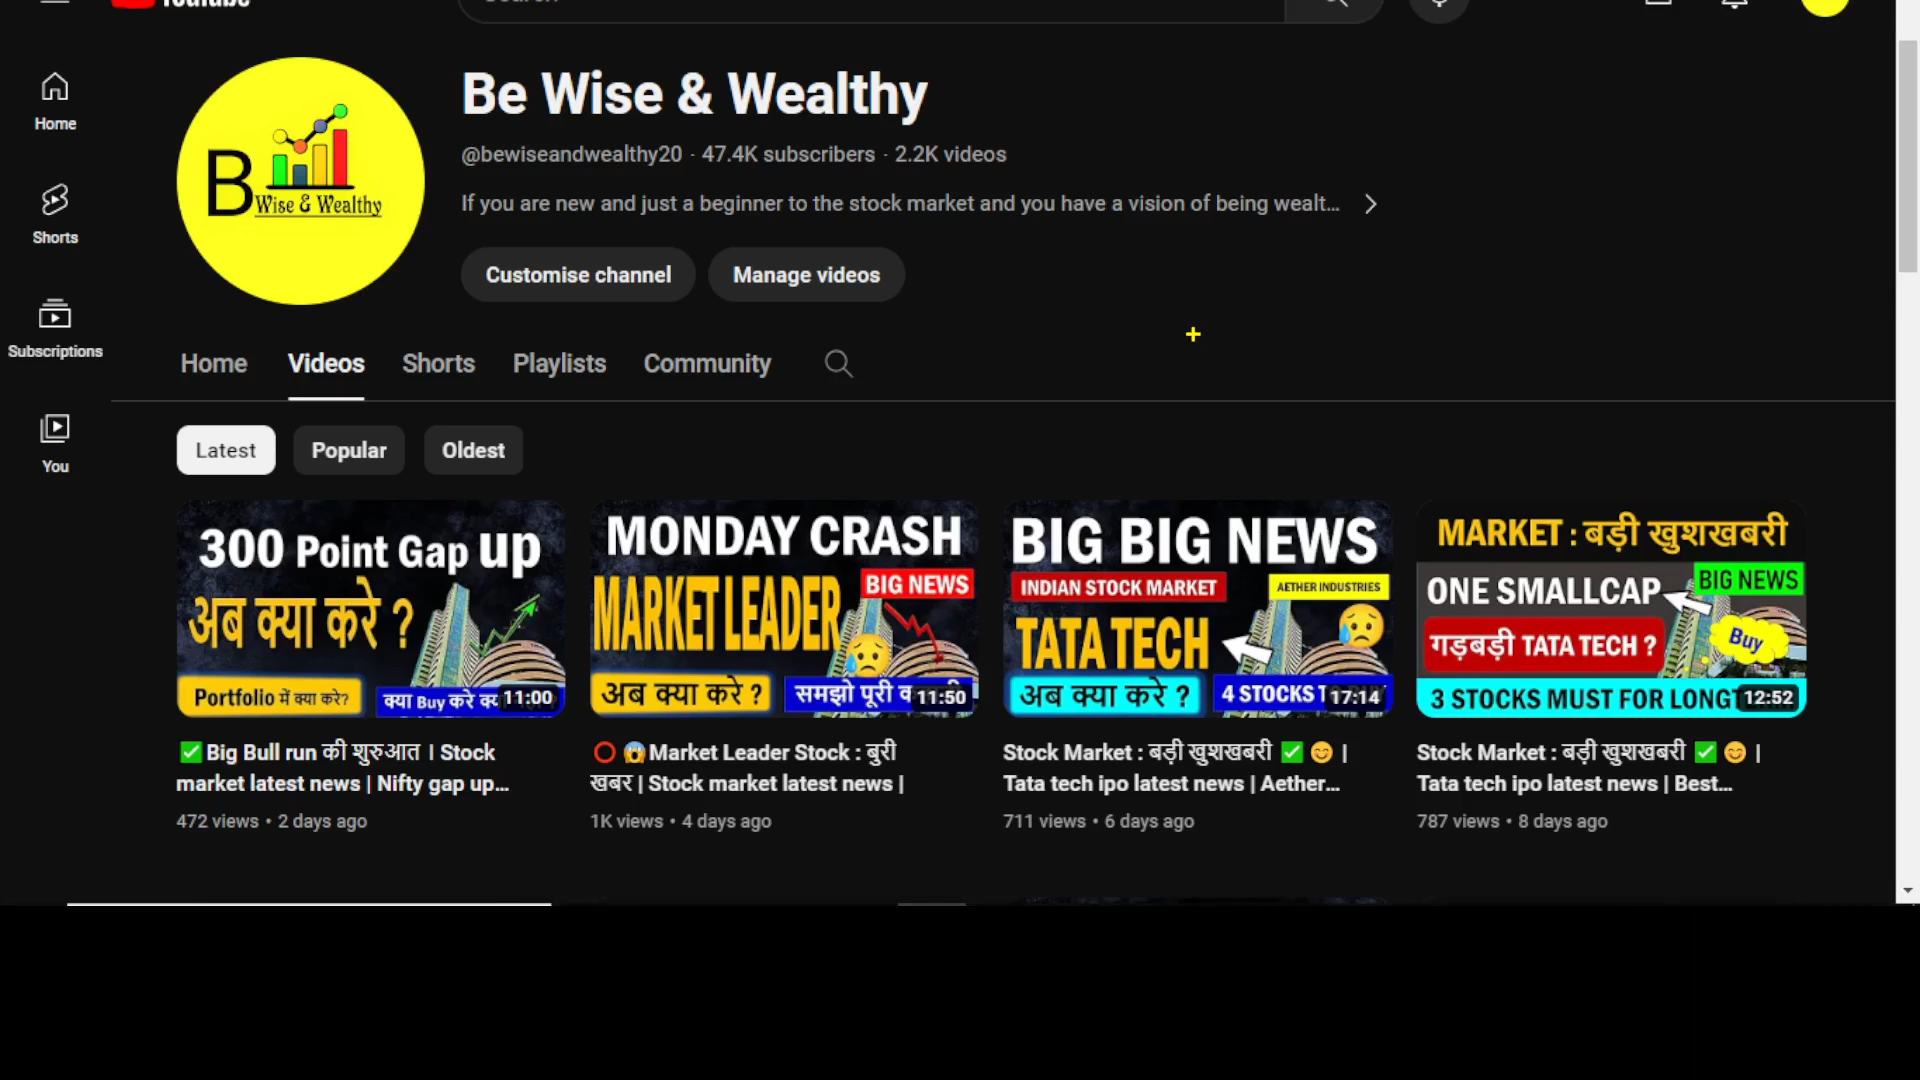 YouTube
Search
Be Wise & Wealthy
@bewiseandwealthy20 · 47.4K subscribers · 2.2K videos
If you are new and just a beginner to the stock market and you have a vision of being wealt...
Customise channel
Manage videos
B Wise & Wealthy
Home
Shorts
Subscriptions
You
Home
Videos
Shorts
Playlists
Community
Latest
Popular
Oldest
300 Point Gap up
अब क्या करे ?
Portfolio में क्या करे?
क्या Buy करे
11:00
✅ Big Bull run की शुरुआत । Stock
market latest news | Nifty gap up...
472 views • 2 days ago
MONDAY CRASH
MARKET LEADER
BIG NEWS
अब क्या करे ?
समझो पूरी
11:50
⭕ 😱 Market Leader Stock : बुरी
खबर | Stock market latest news |
1K views • 4 days ago
BIG BIG NEWS
INDIAN STOCK MARKET
AETHER INDUSTRIES
TATA TECH
अब क्या करे ?
4 STOCKS
17:14
Stock Market : बड़ी खुशखबरी ✅ 😊 |
Tata tech ipo latest news | Aether...
711 views • 6 days ago
MARKET : बड़ी खुशखबरी
ONE SMALLCAP
BIG NEWS
गड़बड़ी TATA TECH ?
Buy
3 STOCKS MUST FOR LONGT
12:52
Stock Market : बड़ी खुशखबरी ✅ 😊 |
Tata tech ipo latest news | Best...
787 views • 8 days ago